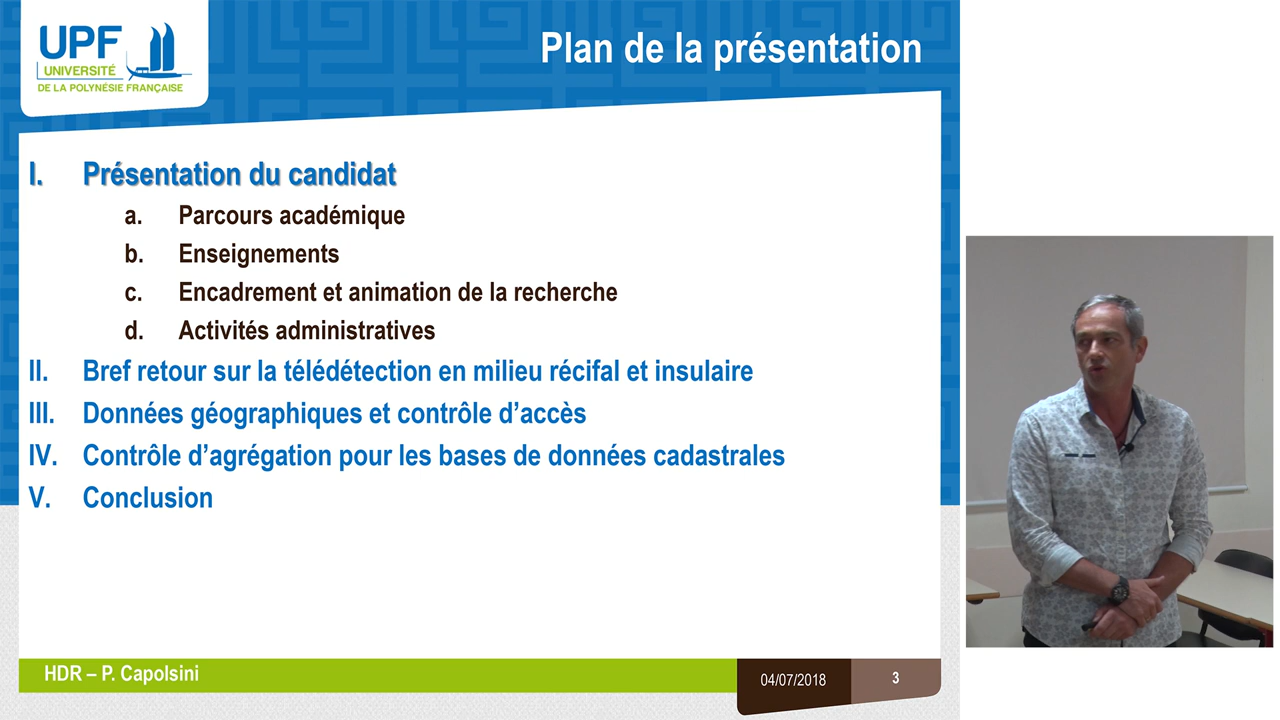 UPF
UNIVERSITÉ
DE LA POLYNÉSIE FRANÇAISE
Plan de la présentation
I. Présentation du candidat
a. Parcours académique
b. Enseignements
c. Encadrement et animation de la recherche
d. Activités administratives
II. Bref retour sur la télédétection en milieu récifal et insulaire
III. Données géographiques et contrôle d’accès
IV. Contrôle d’agrégation pour les bases de données cadastrales
V. Conclusion
HDR – P. Capolsini
04/07/2018
3